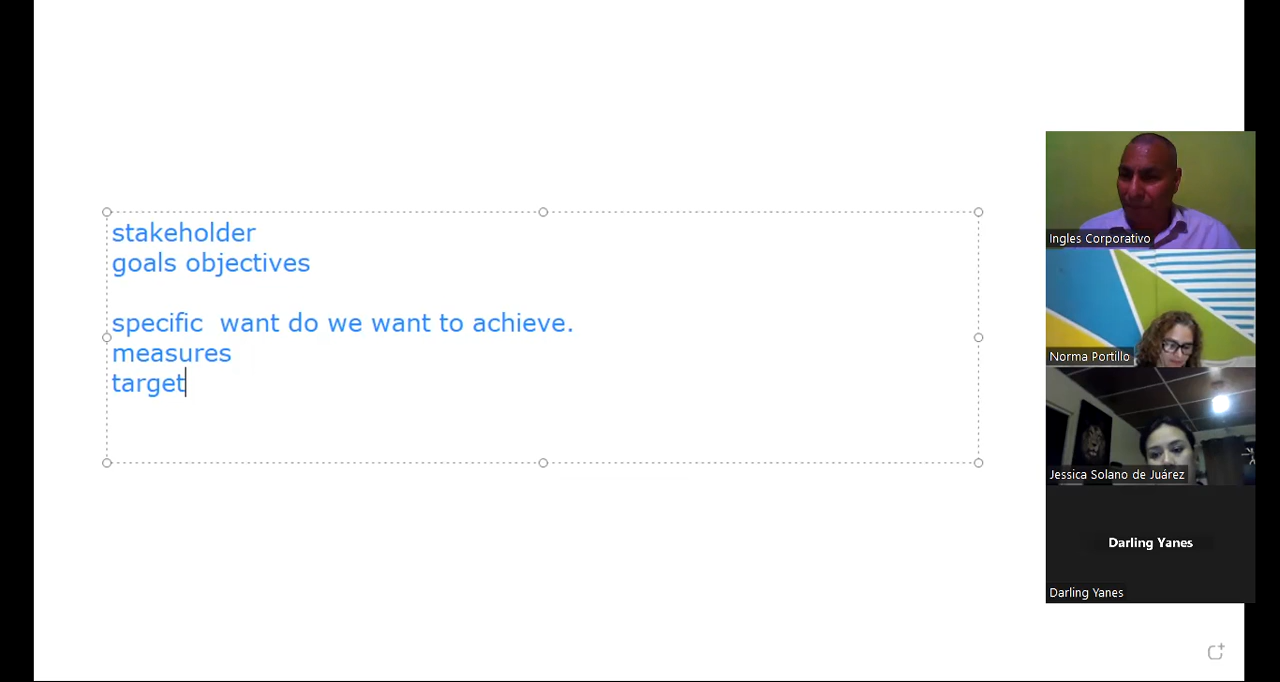 stakeholder
goals objectives
specific  want do we want to achieve.
measures
target
Ingles Corporativo
Norma Portillo
Jessica Solano de Juárez
Darling Yanes
Darling Yanes